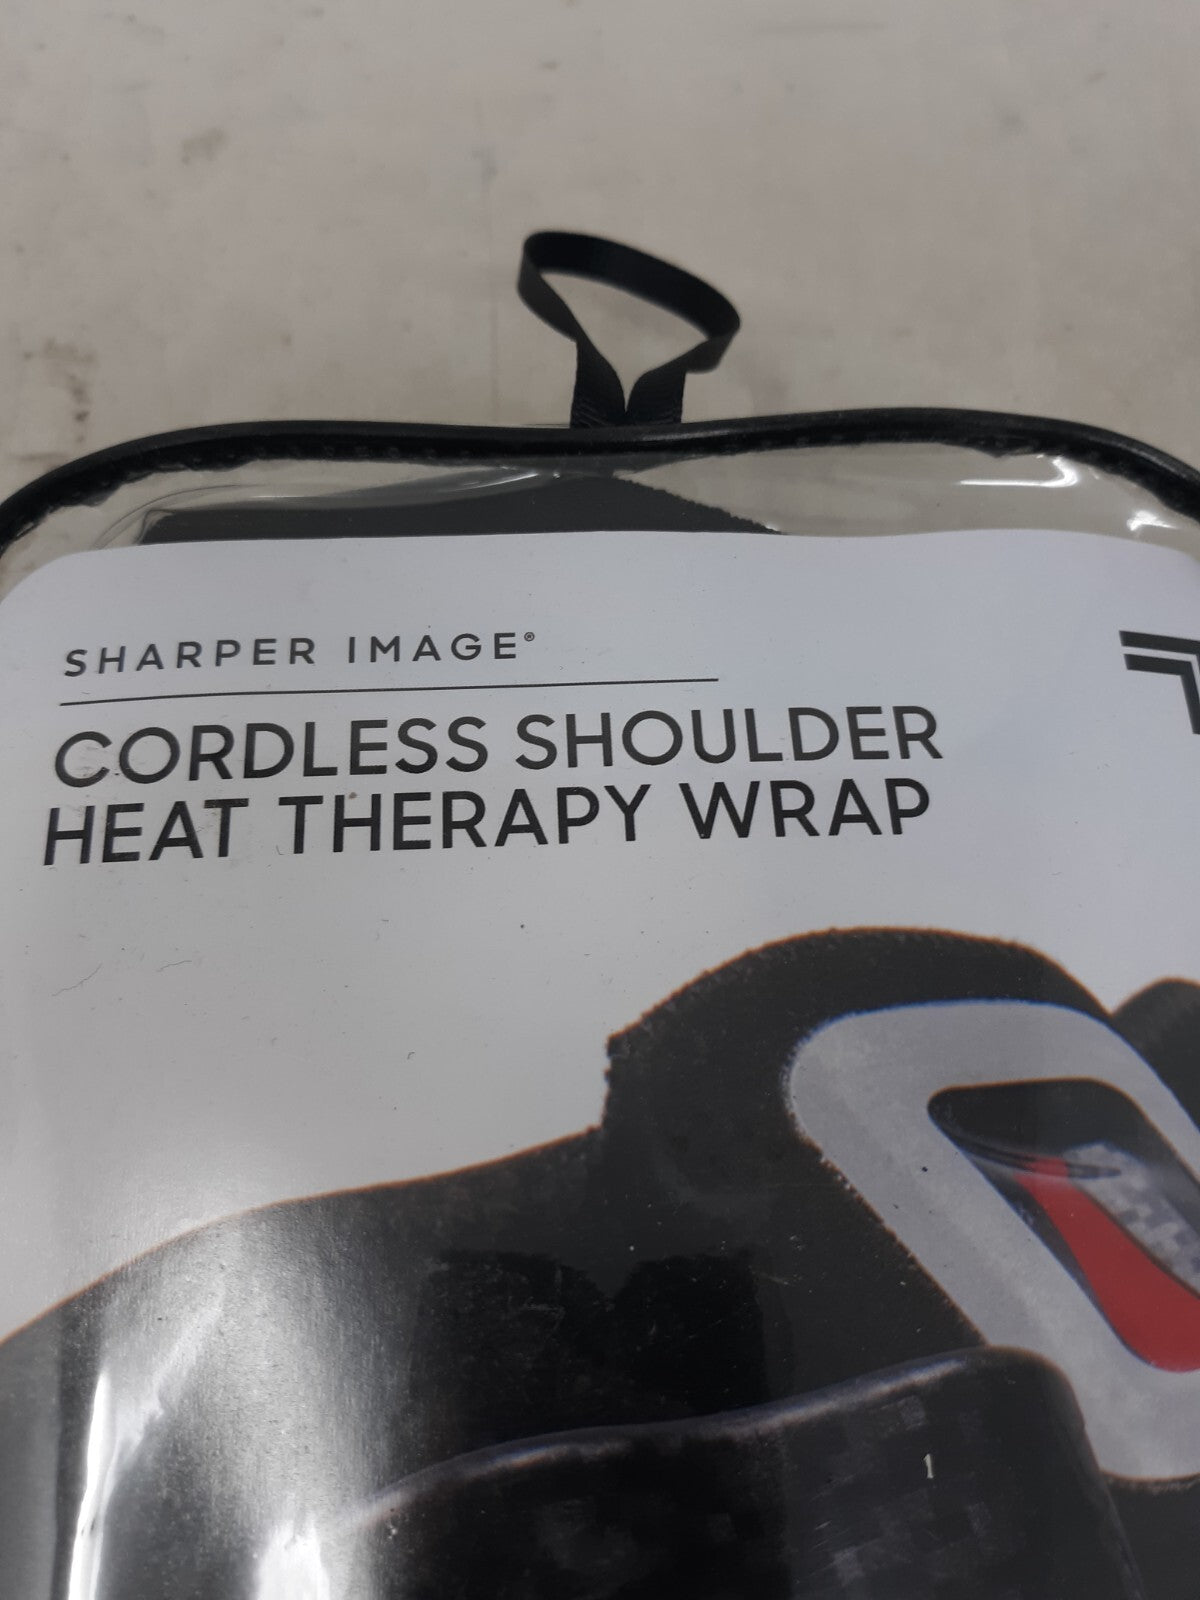 SHARPER IMAGE®
CORDLESS SHOULDER
HEAT THERAPY WRAP